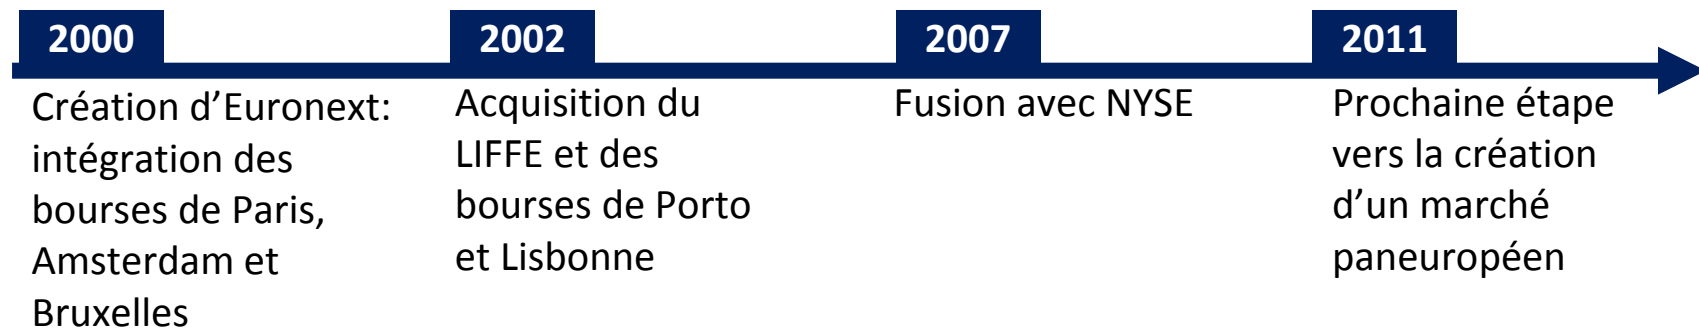 2000
Création d’Euronext:
intégration des
bourses de Paris,
Amsterdam et
Bruxelles
2002
Acquisition du
LIFFE et des
bourses de Porto
et Lisbonne
2007
Fusion avec NYSE
2011
Prochaine étape
vers la création
d’un marché
paneuropéen